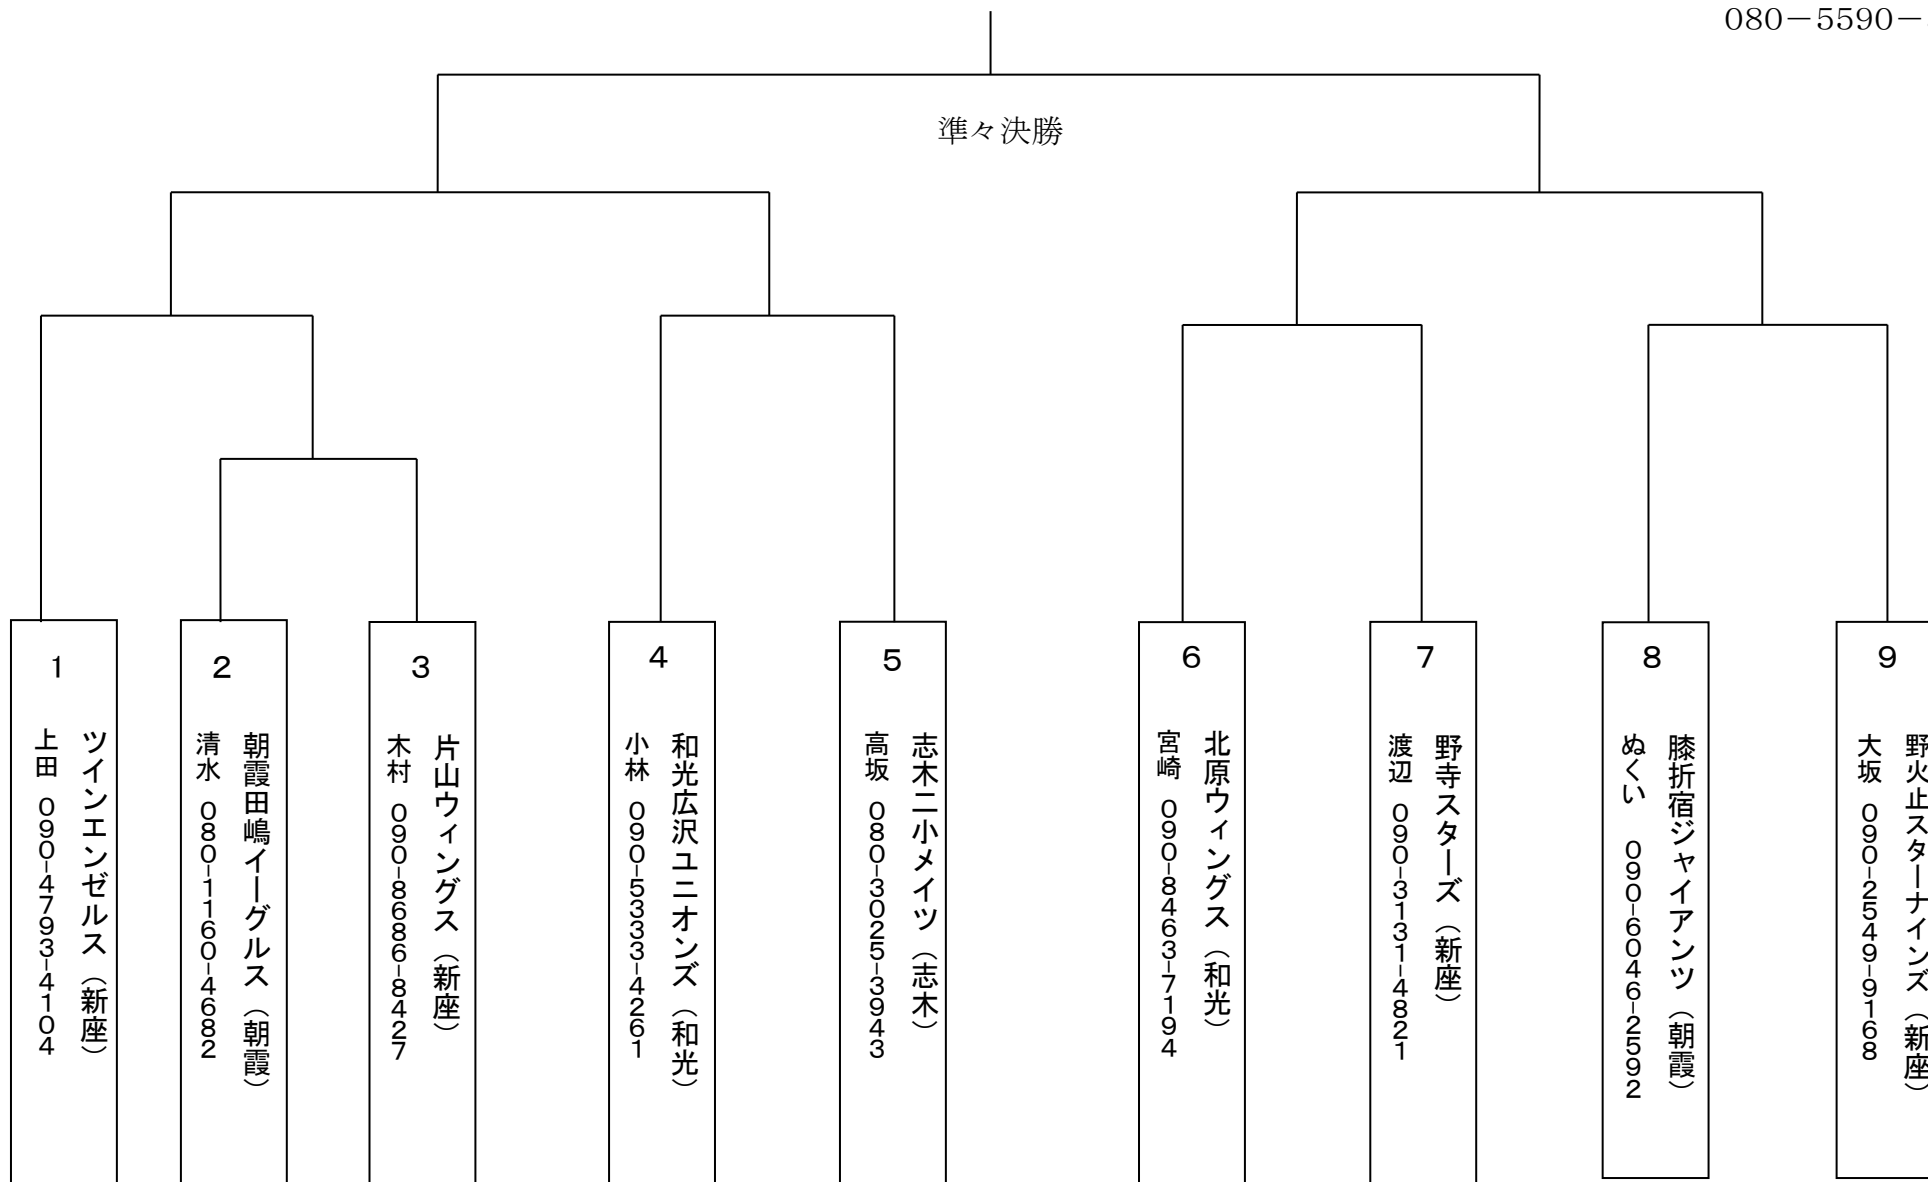 080－5590－
準々決勝
1
ツインエンゼルス（新座）
上田　090-4793-4104
2
朝霞田嶋イーグルス（朝霞）
清水　080-1160-4682
3
片山ウィングス（新座）
木村　090-8686-8427
4
和光広沢ユニオンズ（和光）
小林　090-5333-4261
5
志木二小メイツ（志木）
高坂　080-3025-3943
6
北原ウィングス（和光）
宮崎　090-8463-7194
7
野寺スターズ（新座）
渡辺　090-3131-4821
8
膝折宿ジャイアンツ（朝霞）
ぬくい　090-6046-2592
9
野火止スターナインズ（新座）
大坂　090-2549-9168